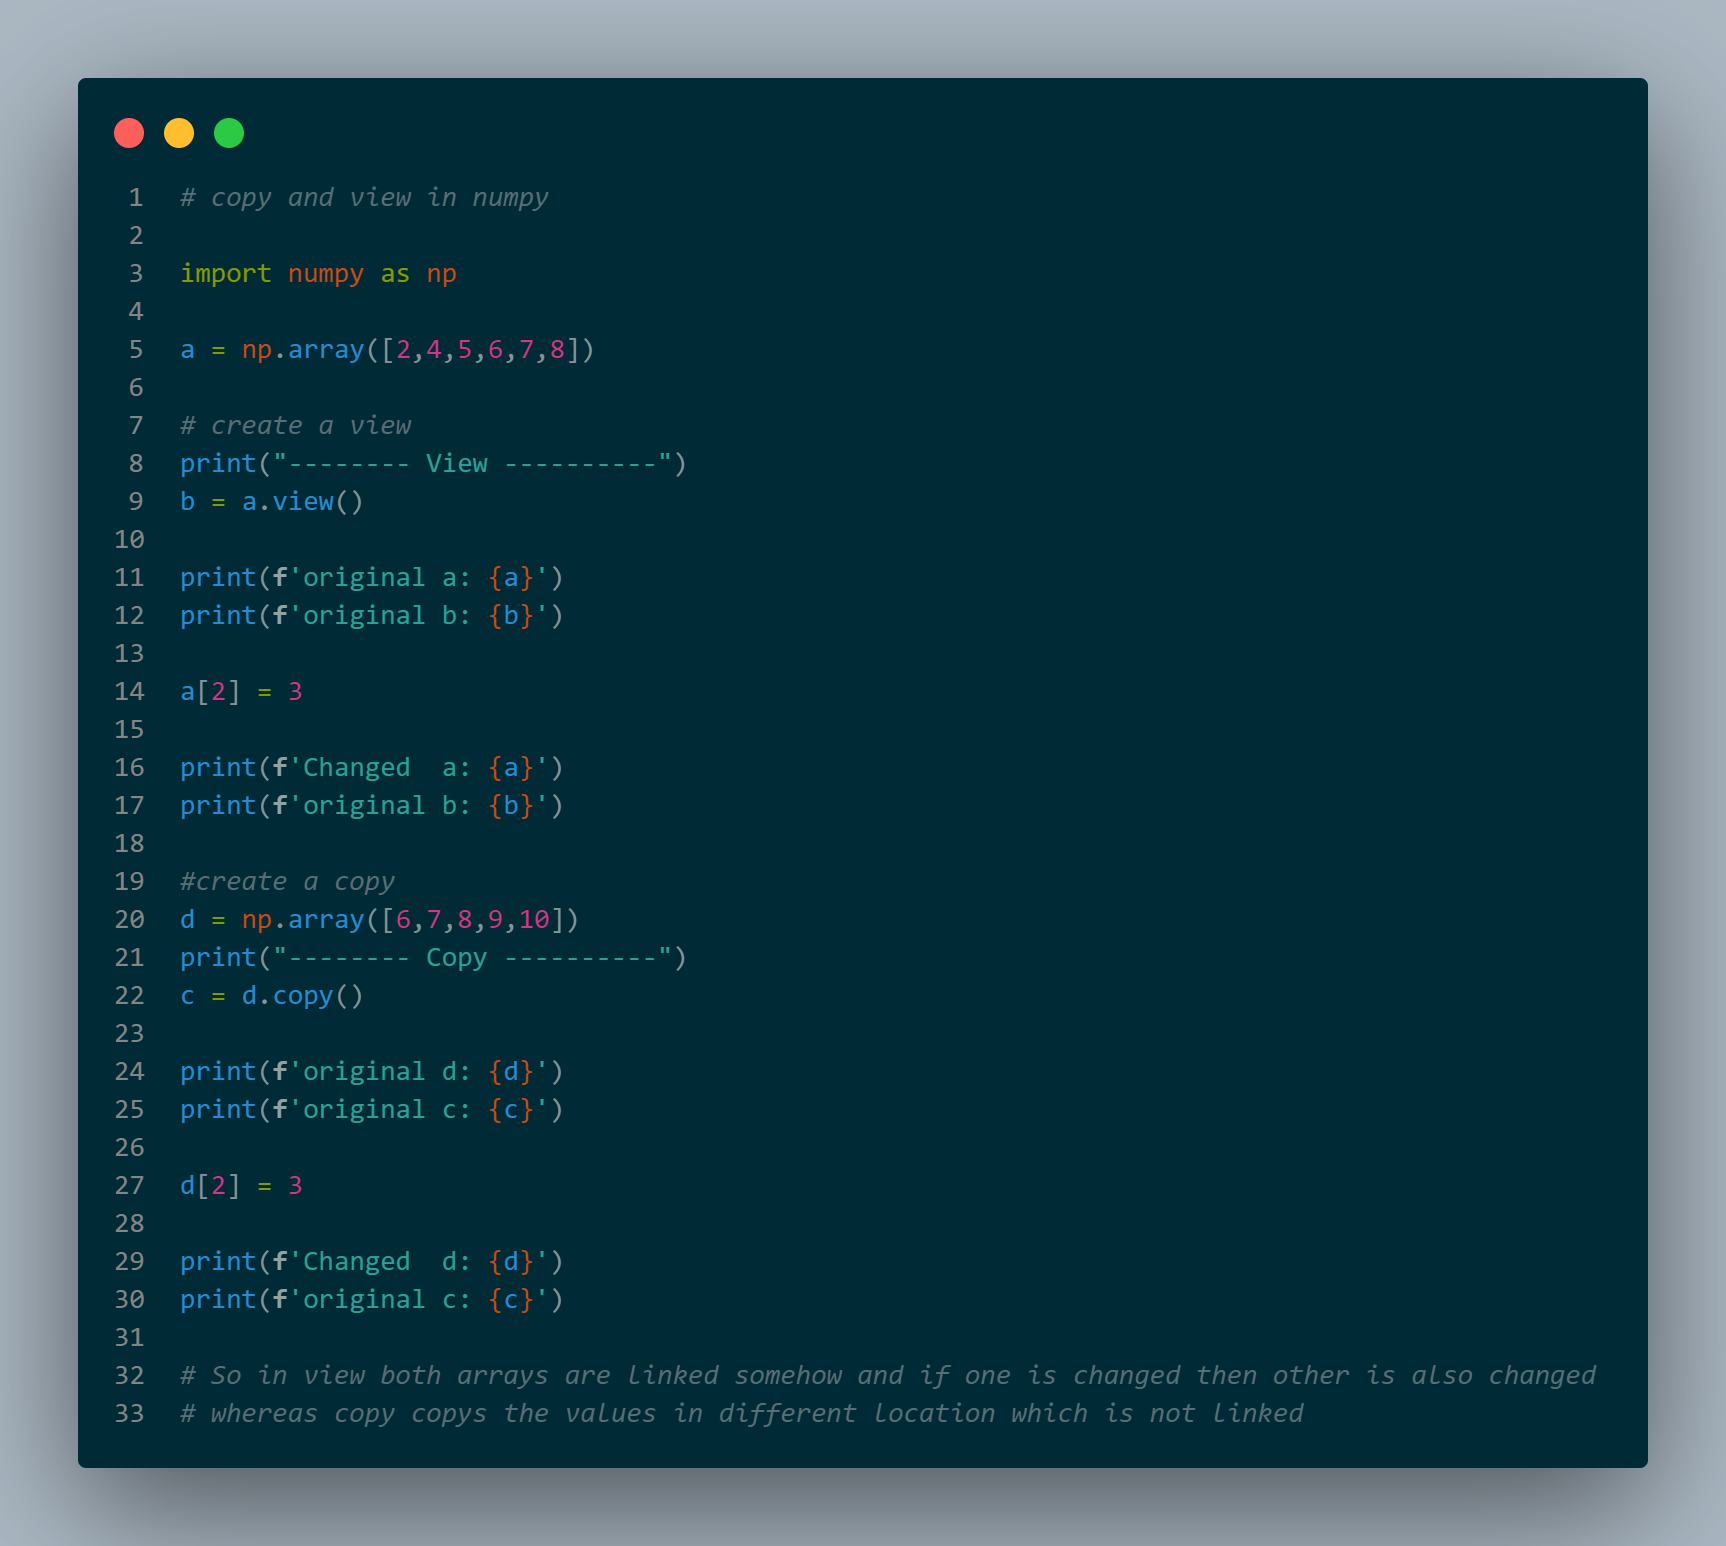 1 # copy and view in numpy
2
3 import numpy as np
4
5 a = np.array([2,4,5,6,7,8])
6
7 # create a view
8 print("-------- View ----------")
9 b = a.view()
10
11 print(f'original a: {a}')
12 print(f'original b: {b}')
13
14 a[2] = 3
15
16 print(f'Changed  a: {a}')
17 print(f'original b: {b}')
18
19 #create a copy
20 d = np.array([6,7,8,9,10])
21 print("-------- Copy ----------")
22 c = d.copy()
23
24 print(f'original d: {d}')
25 print(f'original c: {c}')
26
27 d[2] = 3
28
29 print(f'Changed  d: {d}')
30 print(f'original c: {c}')
31
32 # So in view both arrays are linked somehow and if one is changed then other is also changed
33 # whereas copy copys the values in different location which is not linked